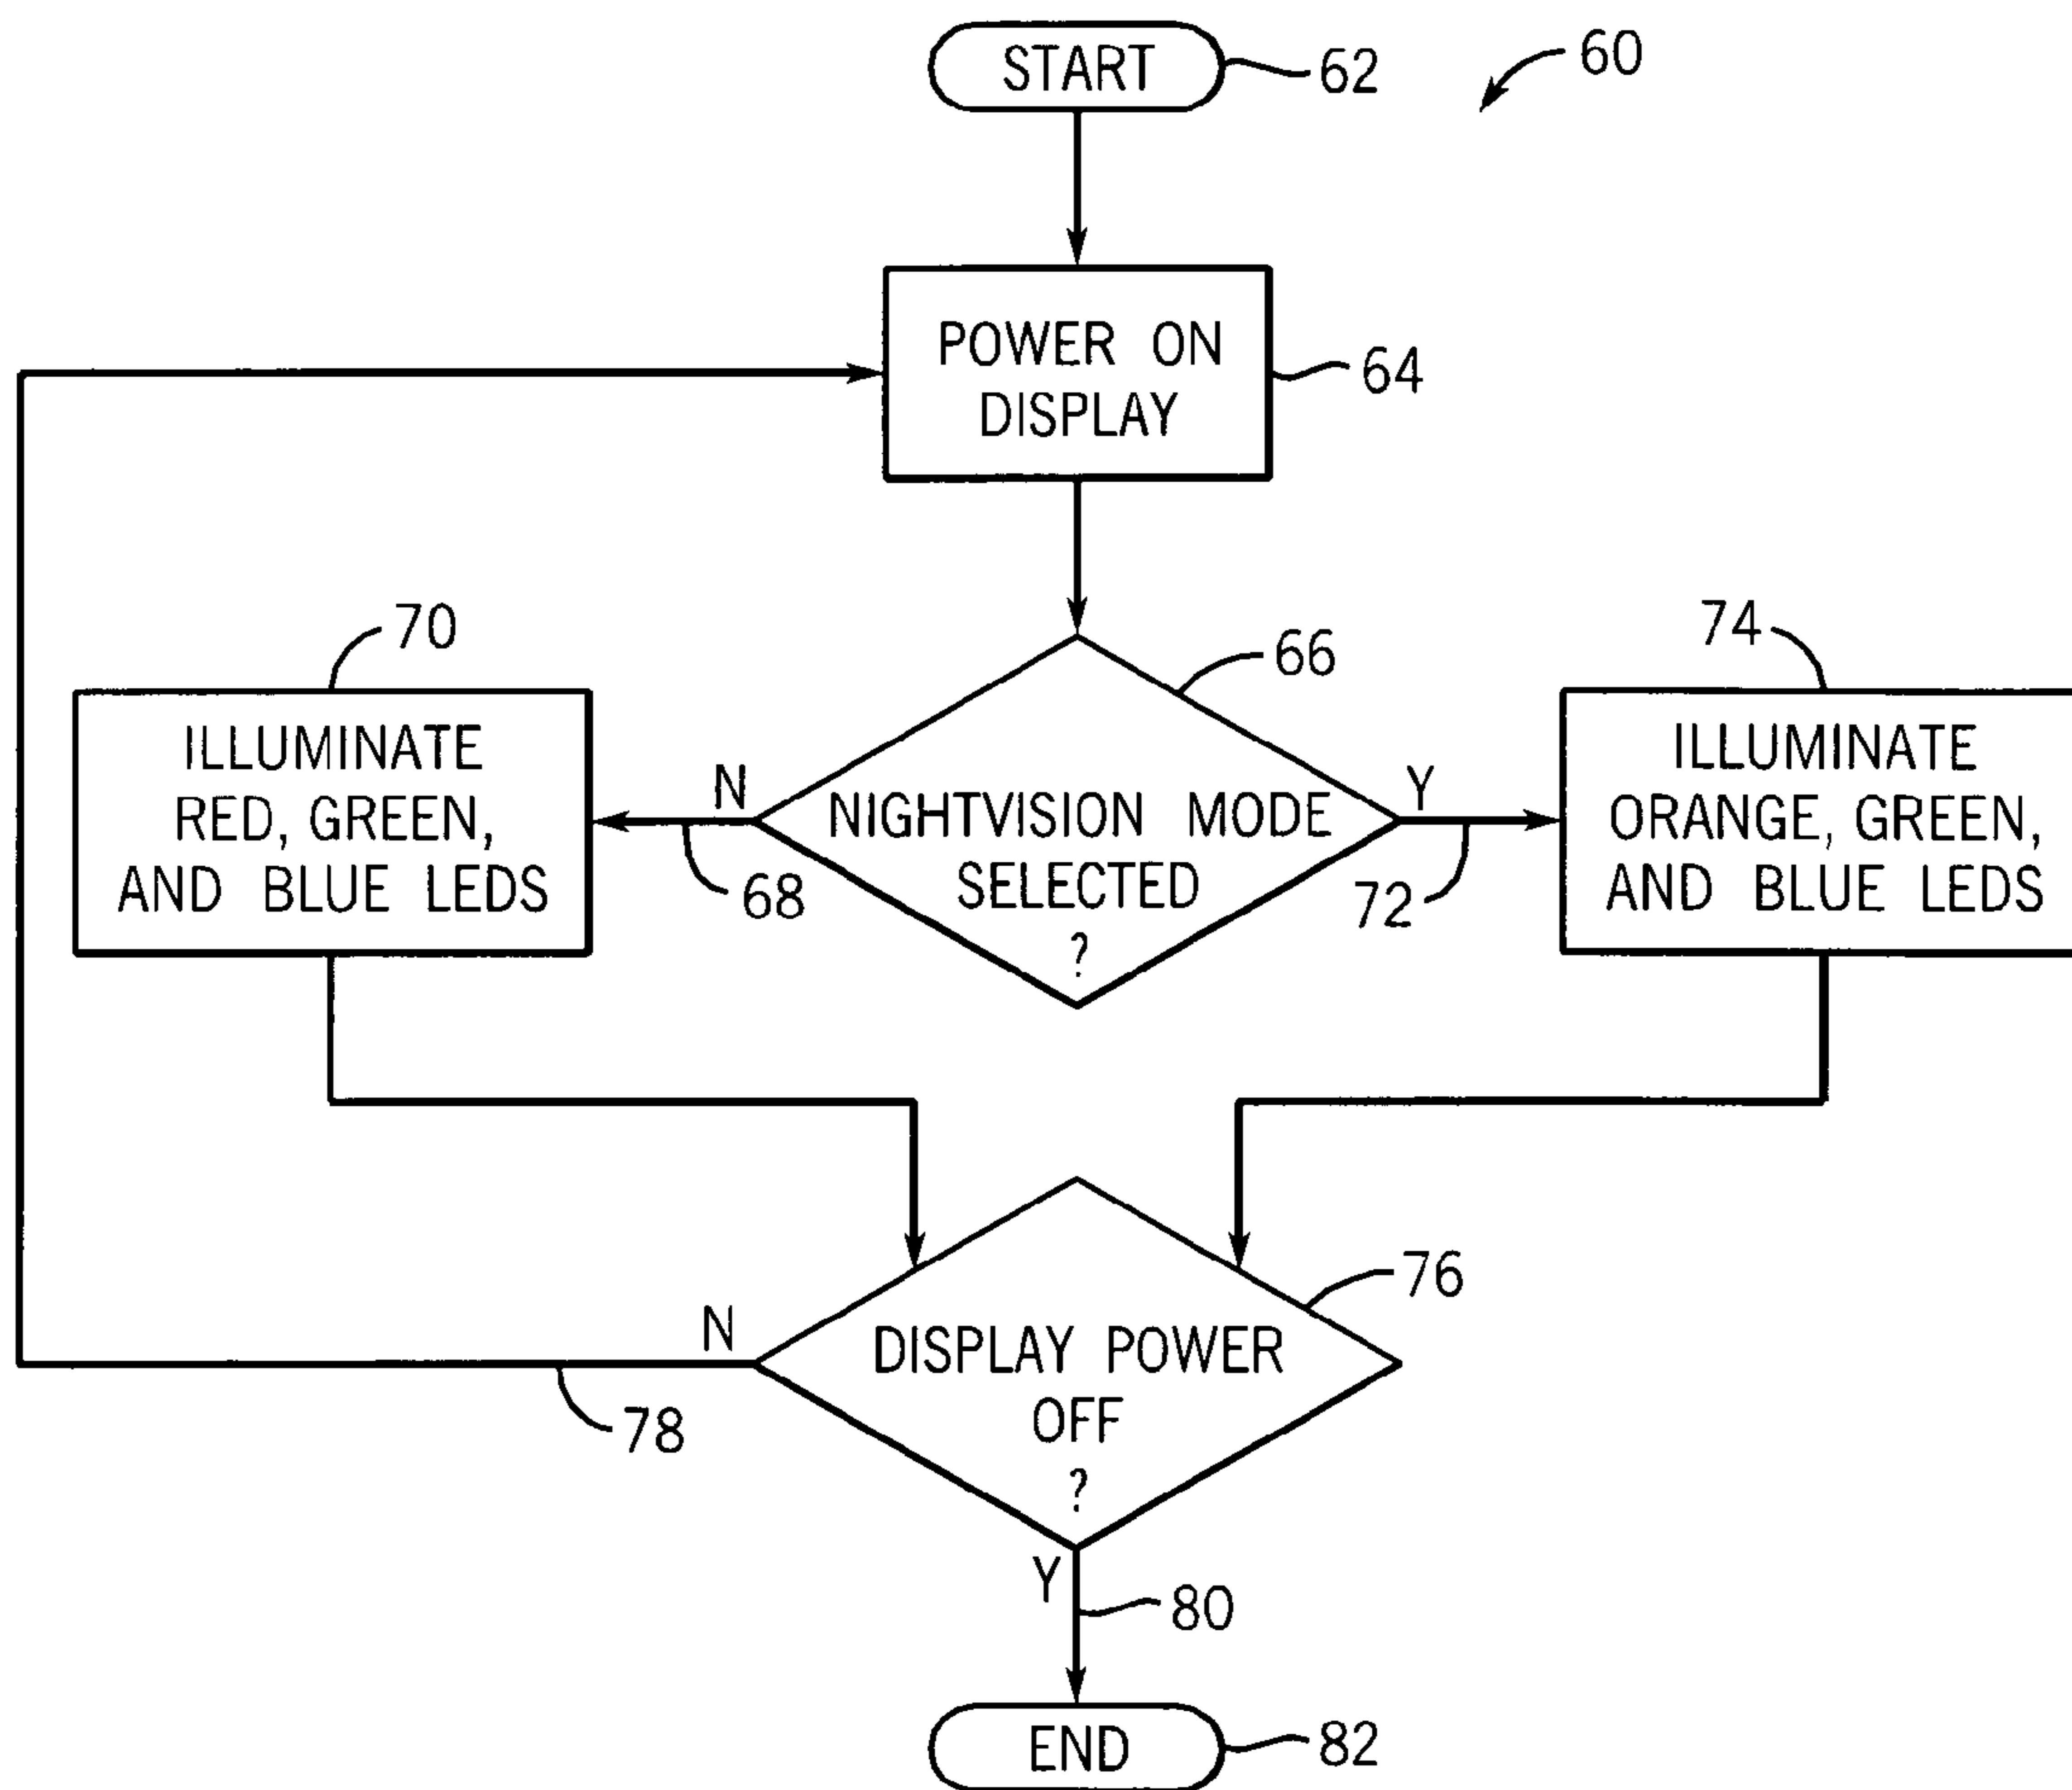 START
62
60
POWER ON
DISPLAY
64
66
70
74
ILLUMINATE
RED, GREEN,
AND BLUE LEDS
N
68
NIGHTVISION MODE
SELECTED
?
Y
72
ILLUMINATE
ORANGE, GREEN,
AND BLUE LEDS
76
N
78
DISPLAY POWER
OFF
?
Y
80
END
82